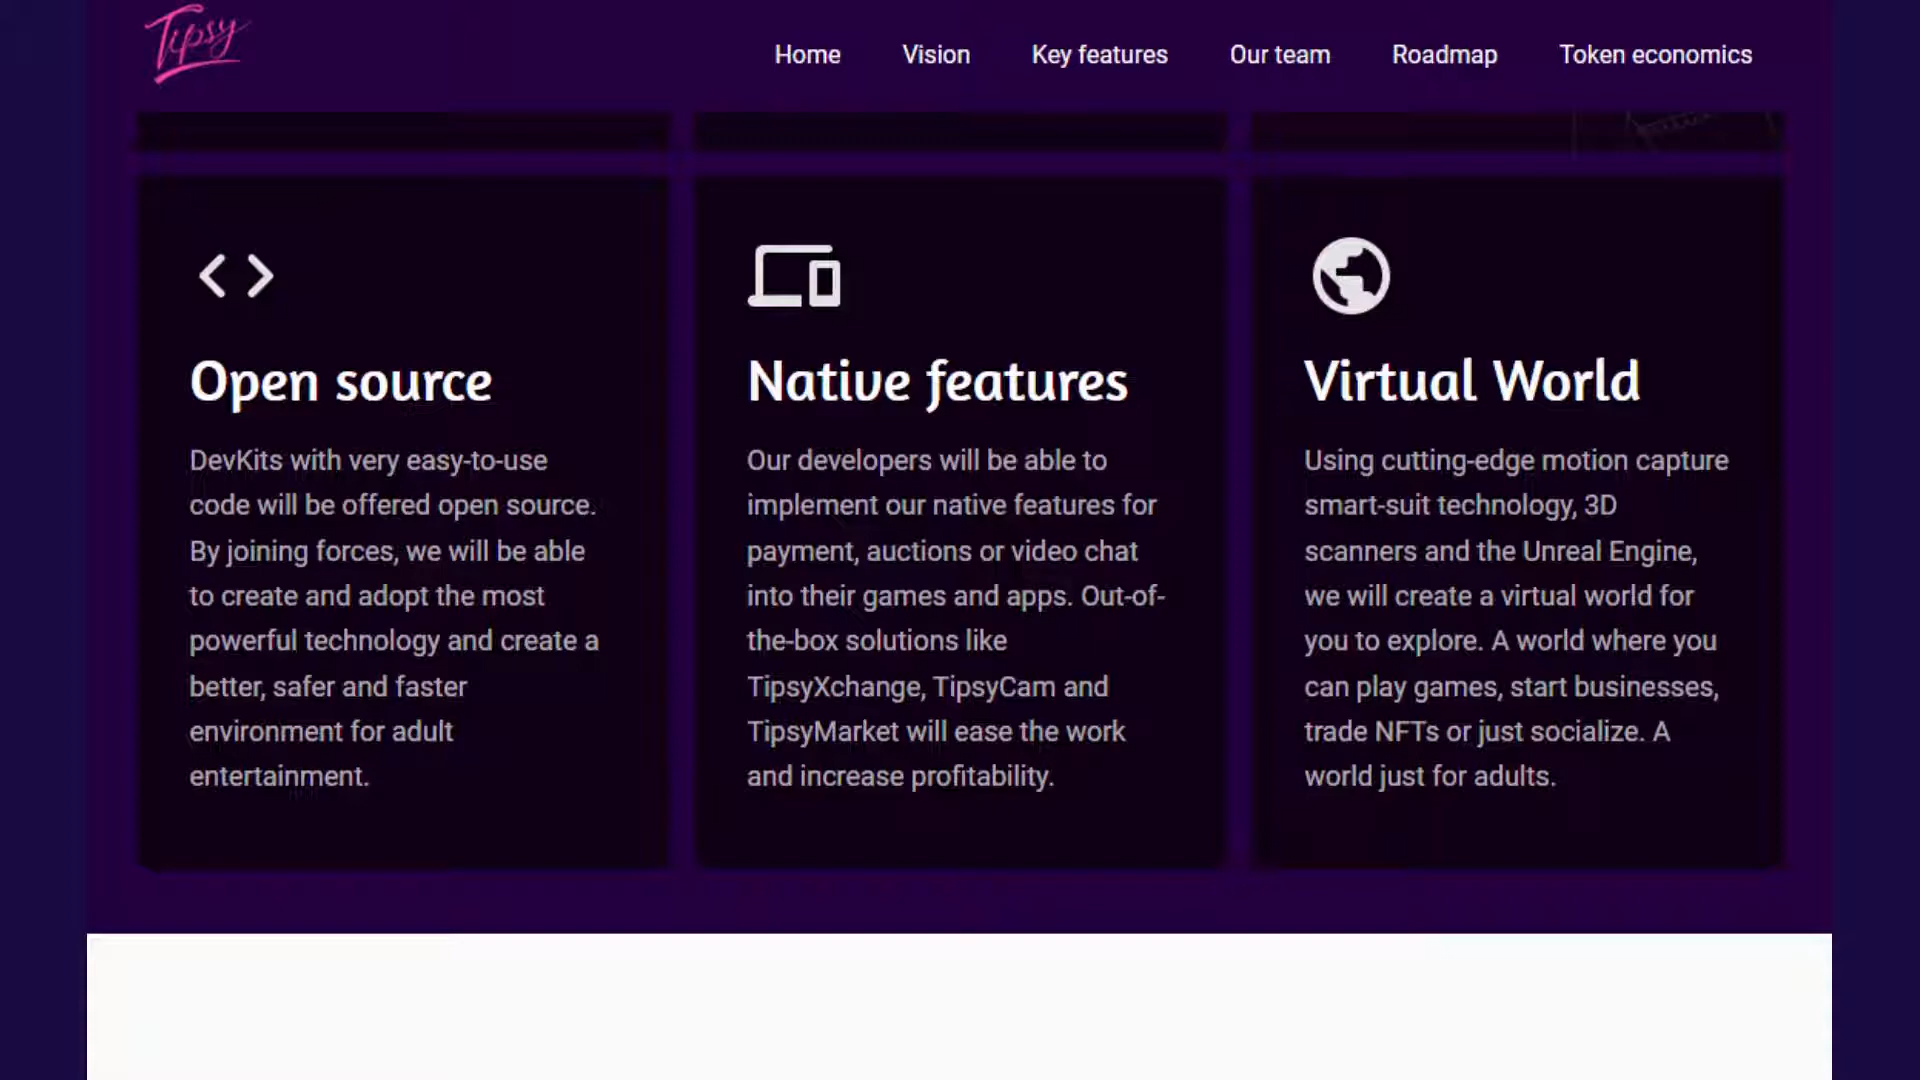 Tipsy
Home Vision Key features Our team Roadmap Token economics
Open source
DevKits with very easy-to-use
code will be offered open source.
By joining forces, we will be able
to create and adopt the most
powerful technology and create a
better, safer and faster
environment for adult
entertainment.
Native features
Our developers will be able to
implement our native features for
payment, auctions or video chat
into their games and apps. Out-of-
the-box solutions like
TipsyXchange, TipsyCam and
TipsyMarket will ease the work
and increase profitability.
Virtual World
Using cutting-edge motion capture
smart-suit technology, 3D
scanners and the Unreal Engine,
we will create a virtual world for
you to explore. A world where you
can play games, start businesses,
trade NFTs or just socialize. A
world just for adults.